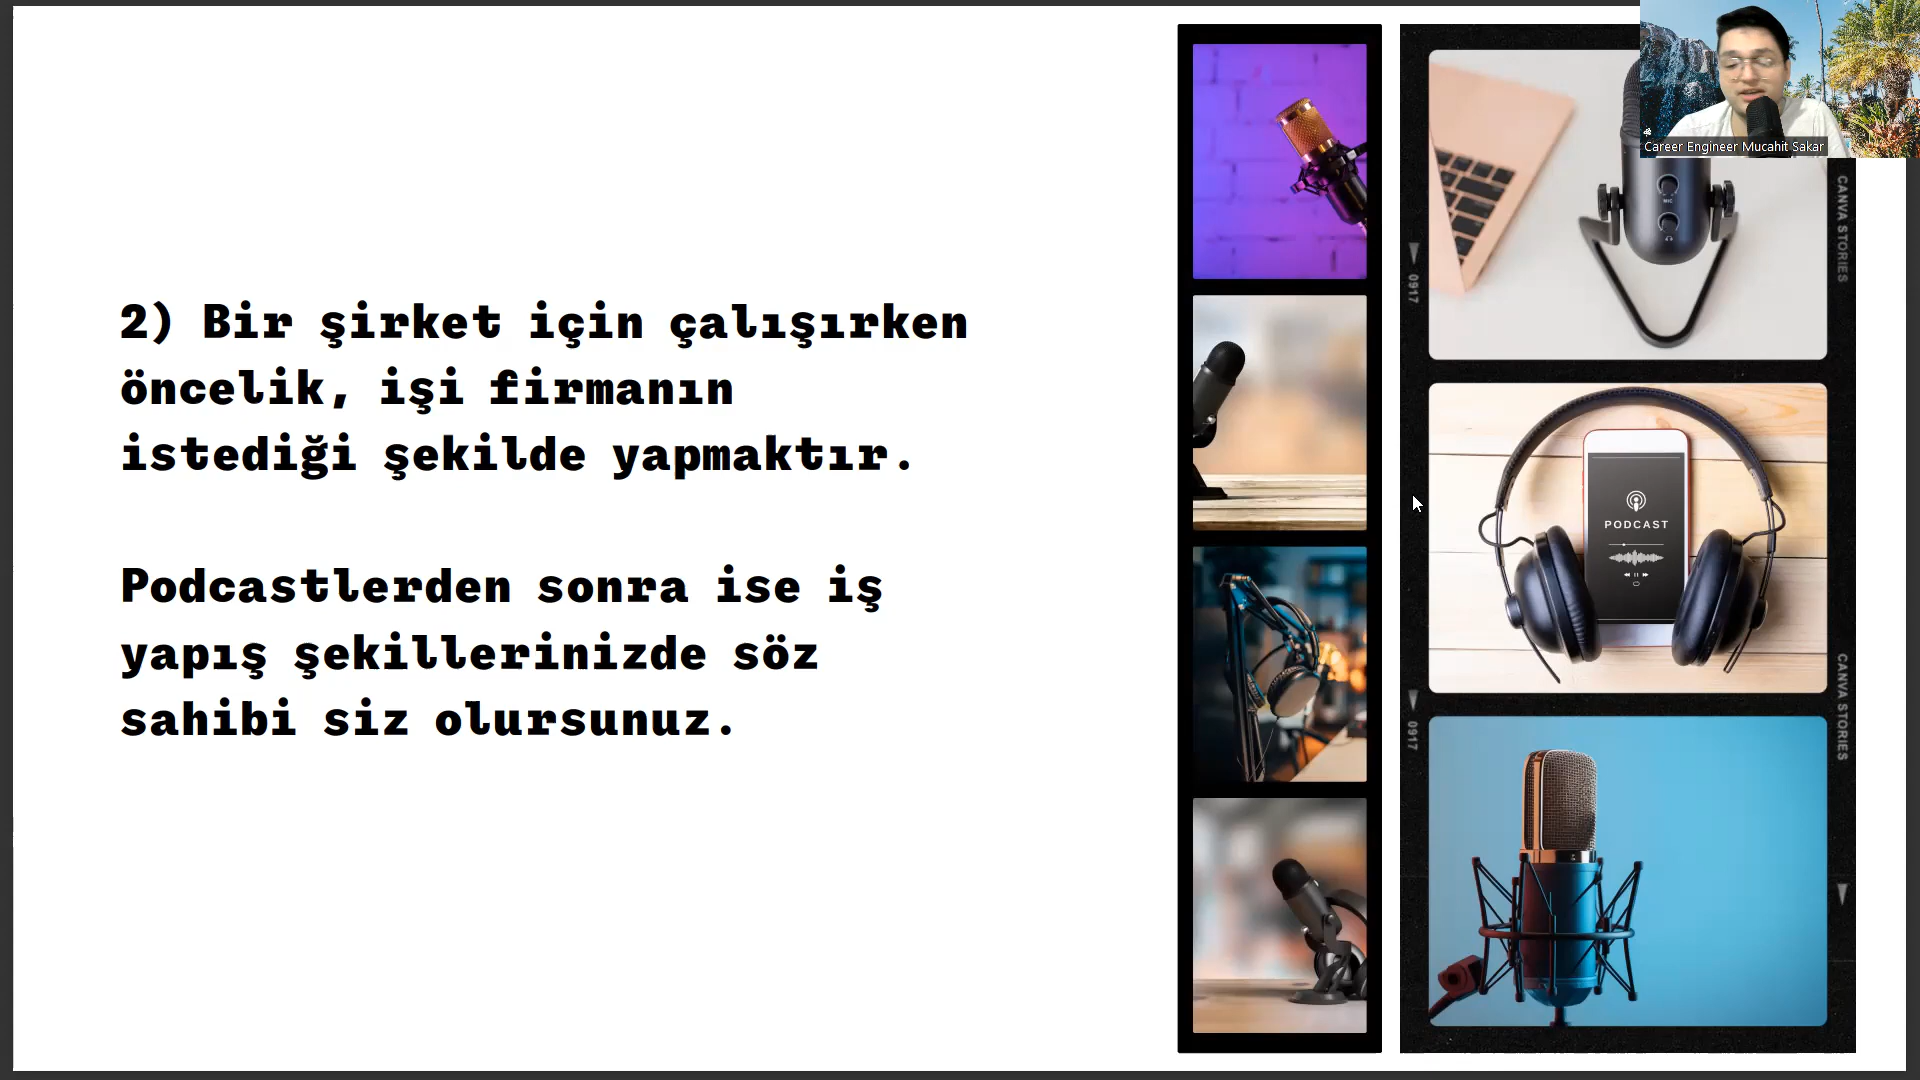 2) Bir şirket için çalışırken
öncelik, işi firmanın
istediği şekilde yapmaktır.
Podcastlerden sonra ise iş
yapış şekillerinizde söz
sahibi siz olursunuz.
Career Engineer Mucahit Sakar
MIC
CANVA STORIES
0917
PODCAST
CANVA STORIES
0917